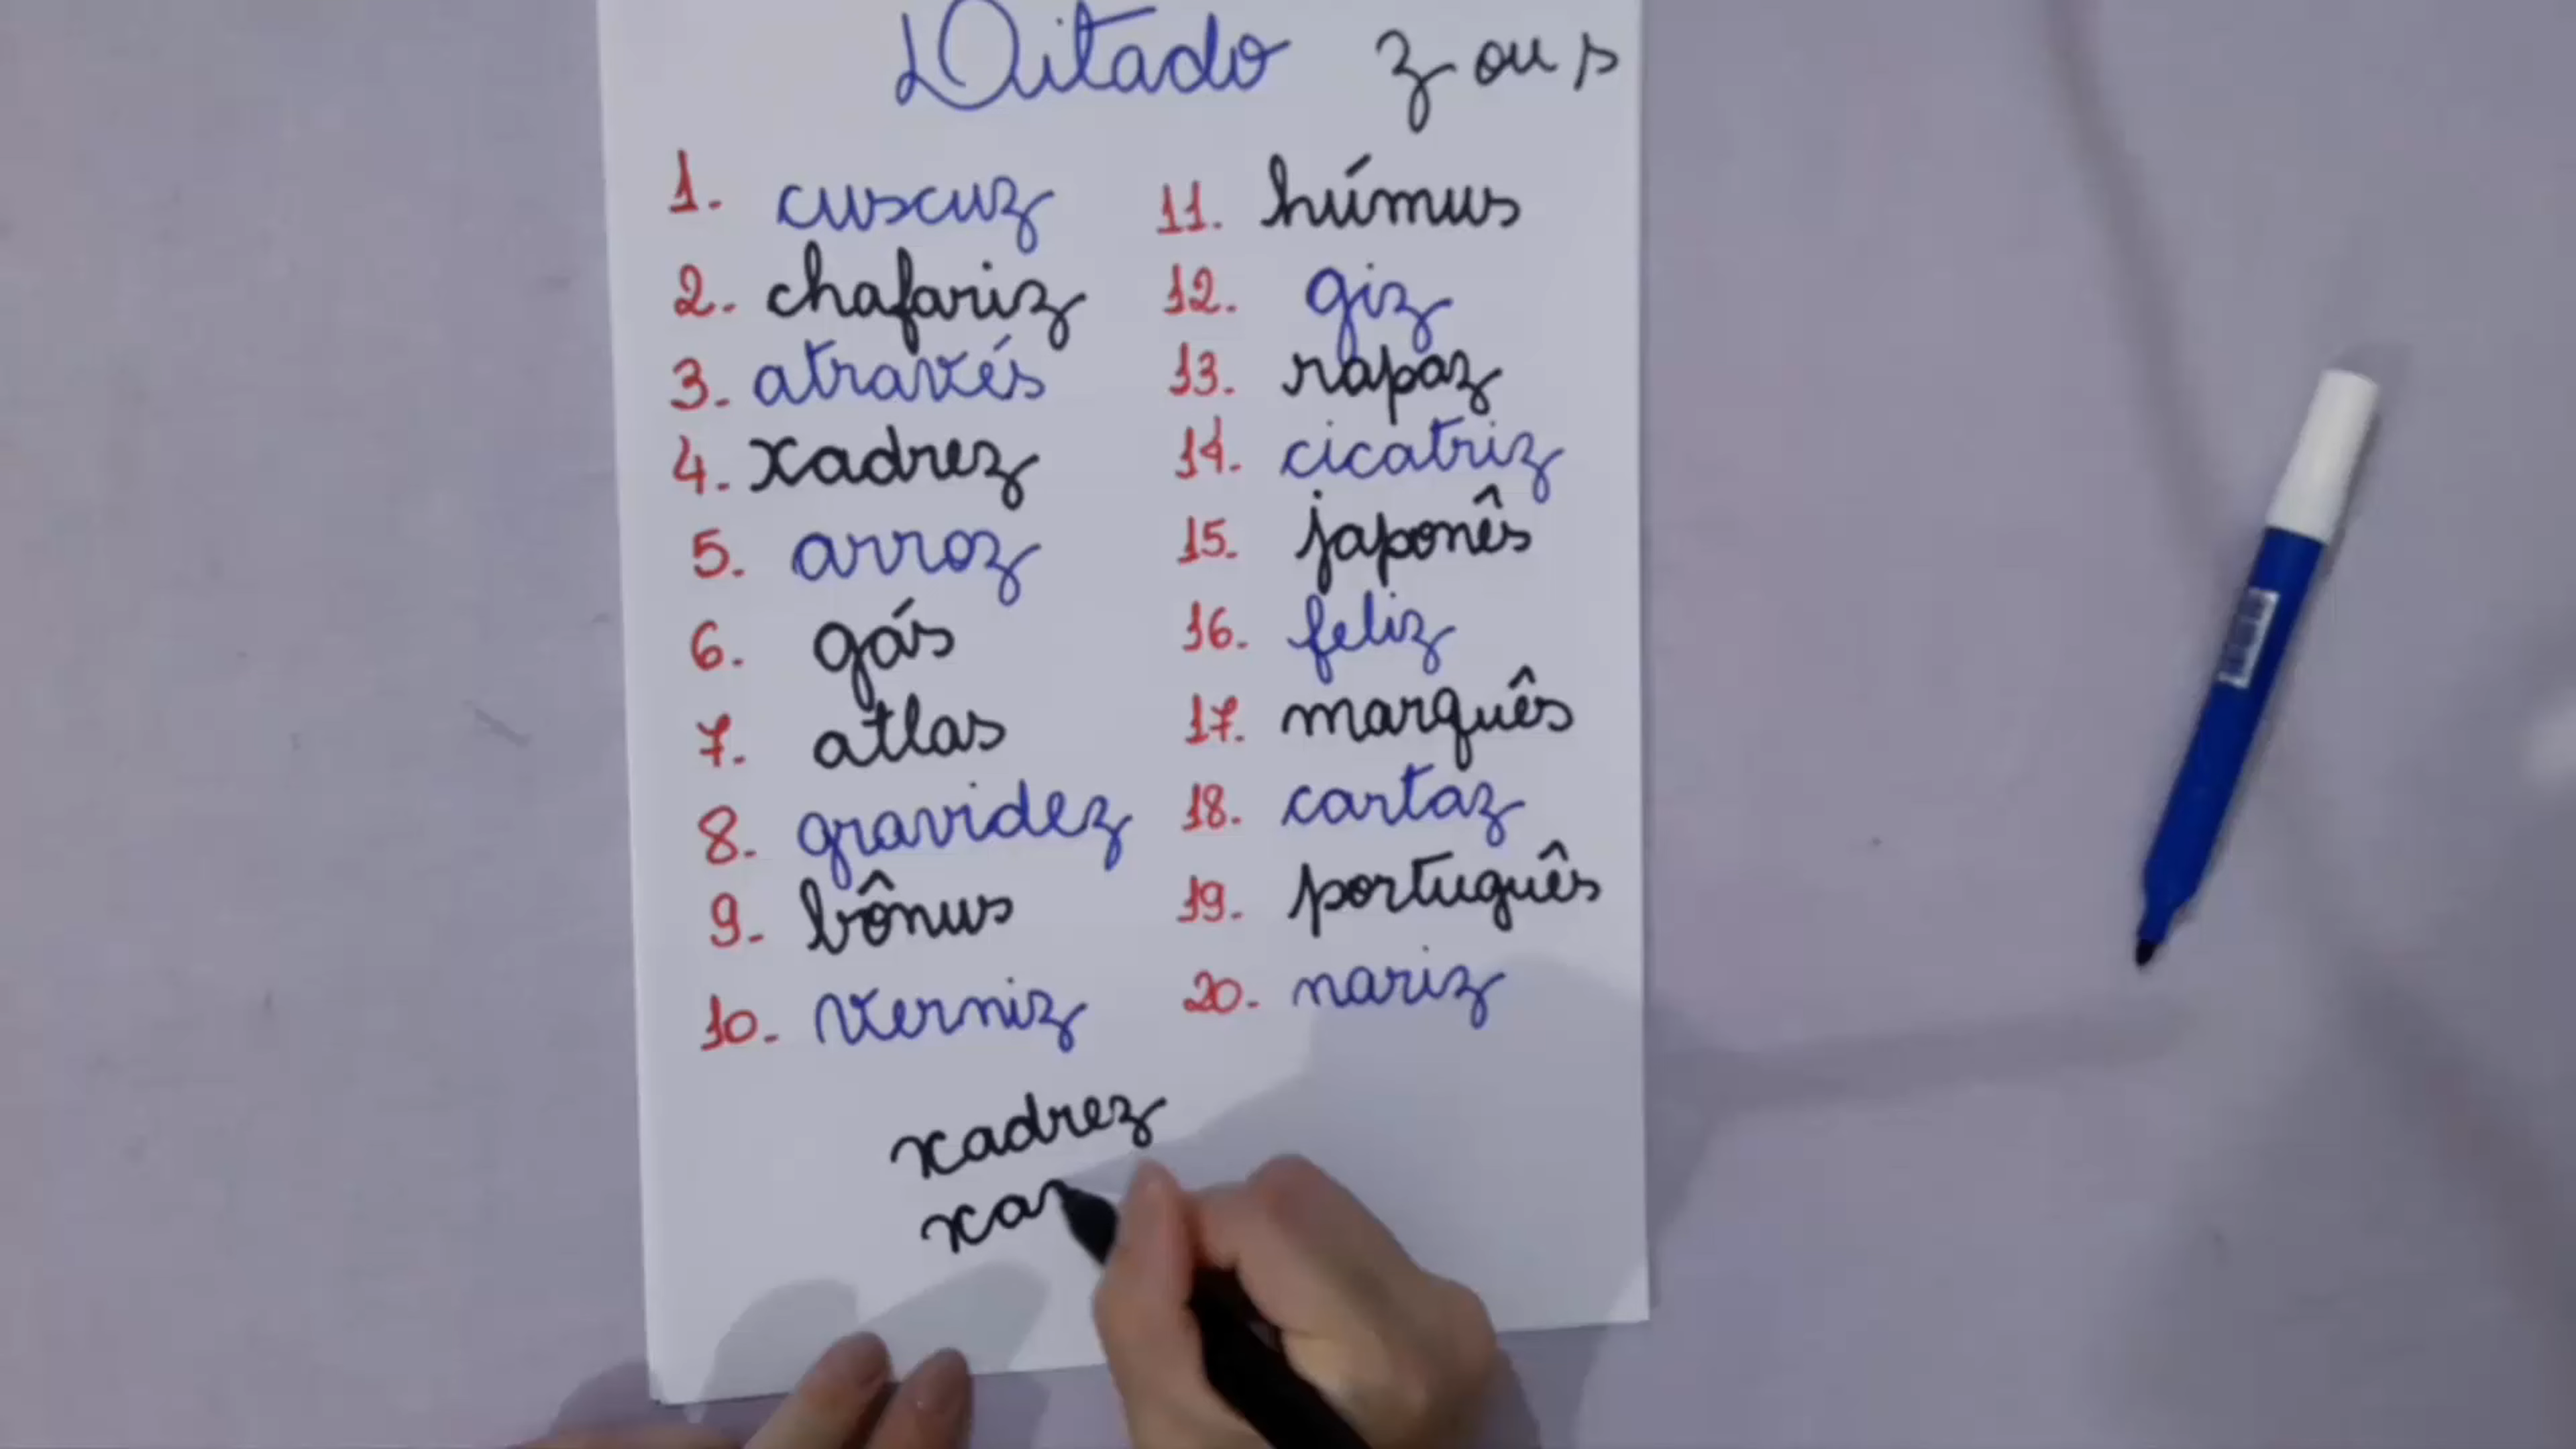 Ditado z ou s
1. cuscuz
2. chafariz
3. através
4. xadrez
5. arroz
6. gás
7. atlas
8. gravidez
9. bônus
10. verniz
11. húmus
12. giz
13. rapaz
14. cicatriz
15. japonês
16. feliz
17. marquês
18. cartaz
19. português
20. nariz
xadrez
xa